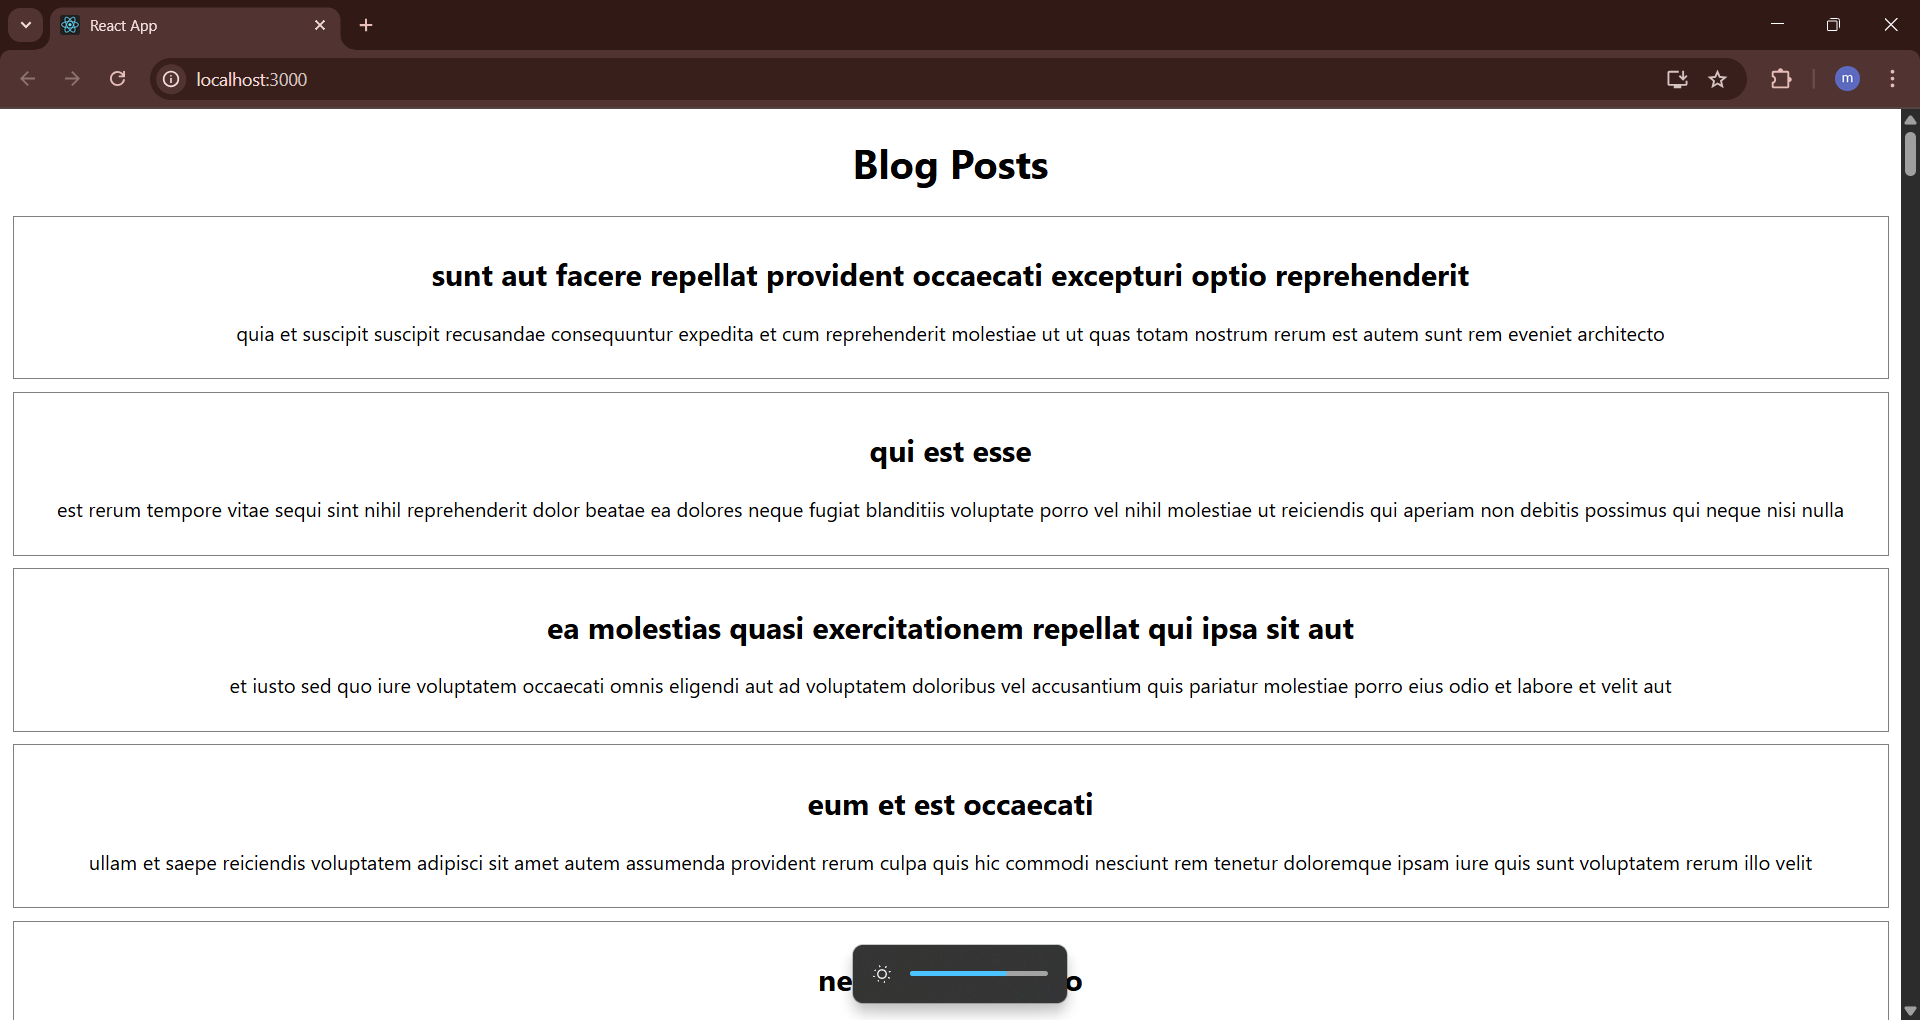 React App
localhost:3000
m
Blog Posts
sunt aut facere repellat provident occaecati excepturi optio reprehenderit
quia et suscipit suscipit recusandae consequuntur expedita et cum reprehenderit molestiae ut ut quas totam nostrum rerum est autem sunt rem eveniet architecto
qui est esse
est rerum tempore vitae sequi sint nihil reprehenderit dolor beatae ea dolores neque fugiat blanditiis voluptate porro vel nihil molestiae ut reiciendis qui aperiam non debitis possimus qui neque nisi nulla
ea molestias quasi exercitationem repellat qui ipsa sit aut
et iusto sed quo iure voluptatem occaecati omnis eligendi aut ad voluptatem doloribus vel accusantium quis pariatur molestiae porro eius odio et labore et velit aut
eum et est occaecati
ullam et saepe reiciendis voluptatem adipisci sit amet autem assumenda provident rerum culpa quis hic commodi nesciunt rem tenetur doloremque ipsam iure quis sunt voluptatem rerum illo velit